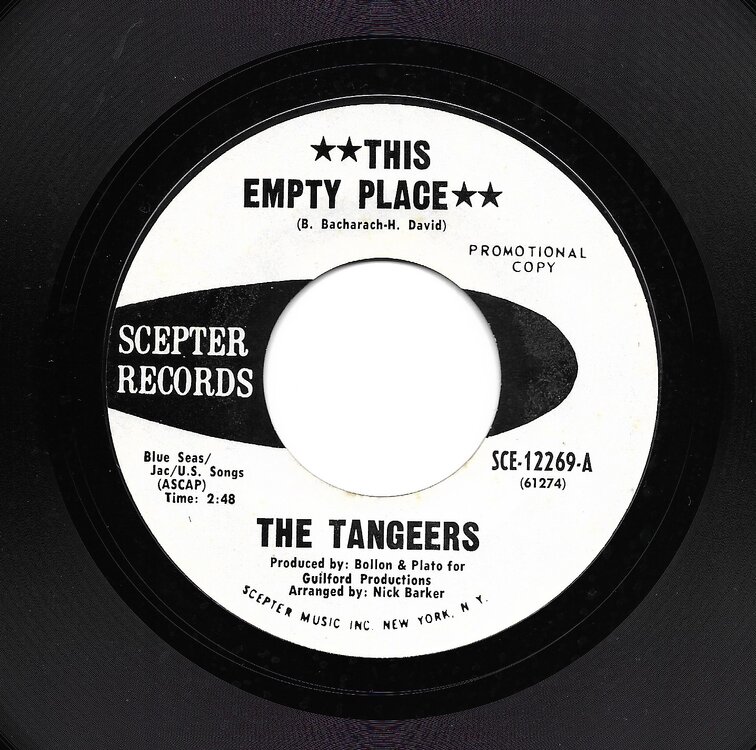 ★★THIS
EMPTY PLACE★★
(B. Bacharach-H. David)
PROMOTIONAL
COPY
SCEPTER
RECORDS
Blue Seas/
Jac/U.S. Songs
(ASCAP)
Time: 2:48
SCE-12269-A
(61274)
THE TANGEERS
Produced by: Bollon & Plato for
Guilford Productions
Arranged by: Nick Barker
SCEPTER MUSIC INC. NEW YORK, N.Y.